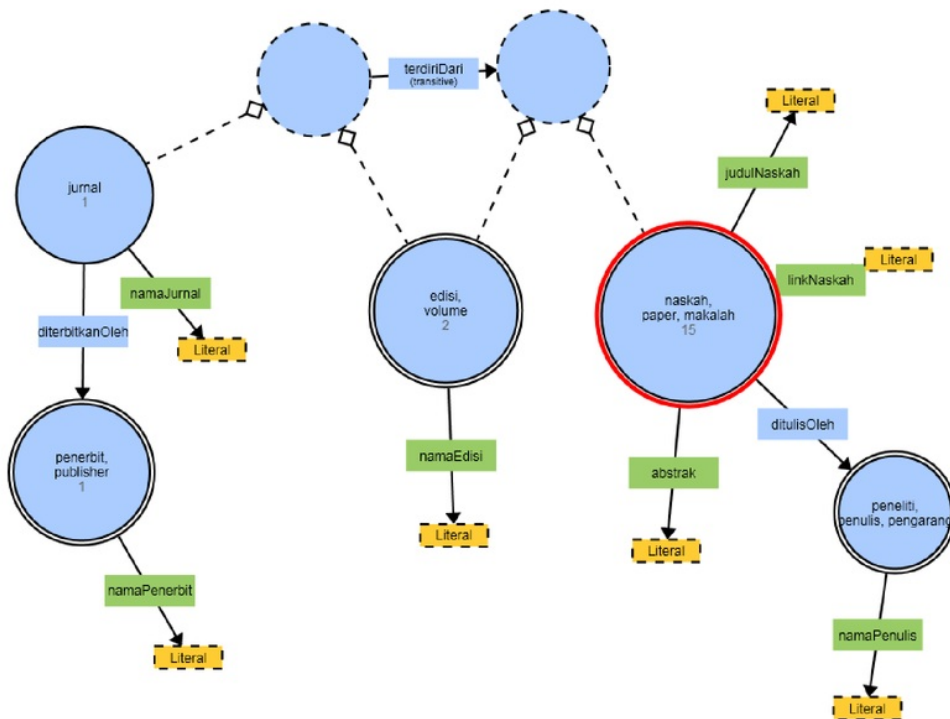 terdiriDari
(transitive)
Literal
judulNaskah
jurnal
1
Literal
linkNaskah
namaJurnal
edisi,
volume
2
naskah,
paper, makalah
15
diterbitkanOleh
Literal
ditulisOleh
penerbit,
publisher
1
namaEdisi
abstrak
peneliti,
penulis, pengarang
Literal
Literal
namaPenerbit
namaPenulis
Literal
Literal